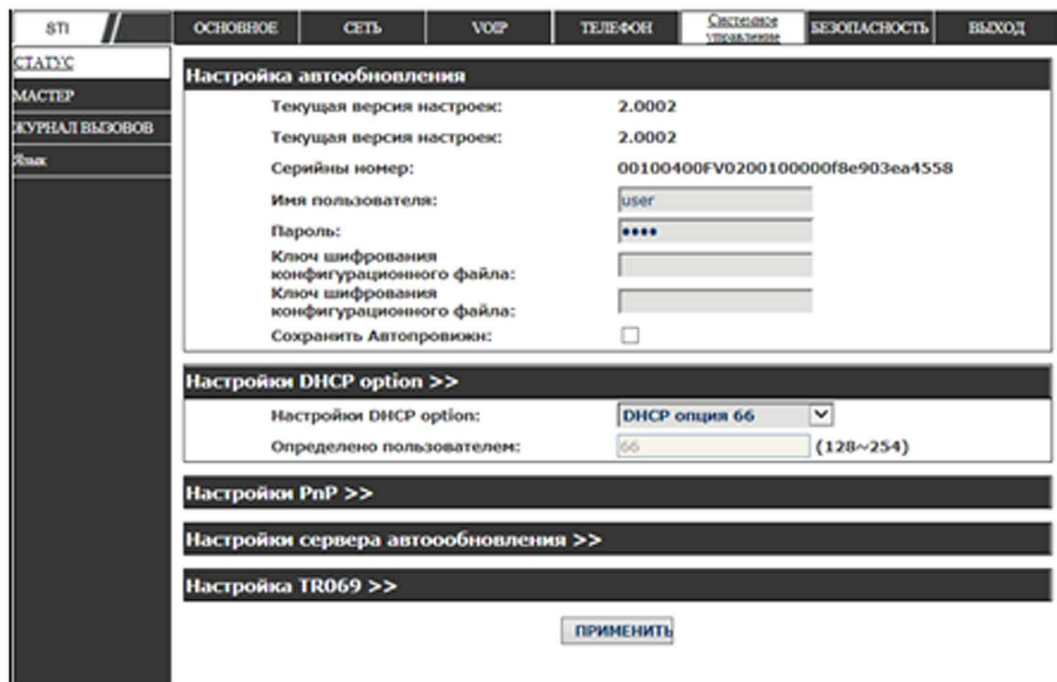 STI
ОСНОВНОЕ СЕТЬ VOIP ТЕЛЕФОН Системное управление БЕЗОПАСНОСТЬ ВЫХОД
СТАТУС
МАСТЕР
ЖУРНАЛ ВЫЗОВОВ
Язык
Настройка автообновления
Текущая версия настроек: 2.0002
Текущая версия настроек: 2.0002
Серийны номер: 00100400FV0200100000f8e903ea4558
Имя пользователя: user
Пароль: ••••
Ключ шифрования
конфигурационного файла:
Ключ шифрования
конфигурационного файла:
Сохранить Автопровижн:
Настройки DHCP option >>
Настройки DHCP option: DHCP опция 66
Определено пользователем: 66 (128~254)
Настройки PnP >>
Настройки сервера автоообновления >>
Настройка TR069 >>
ПРИМЕНИТЬ